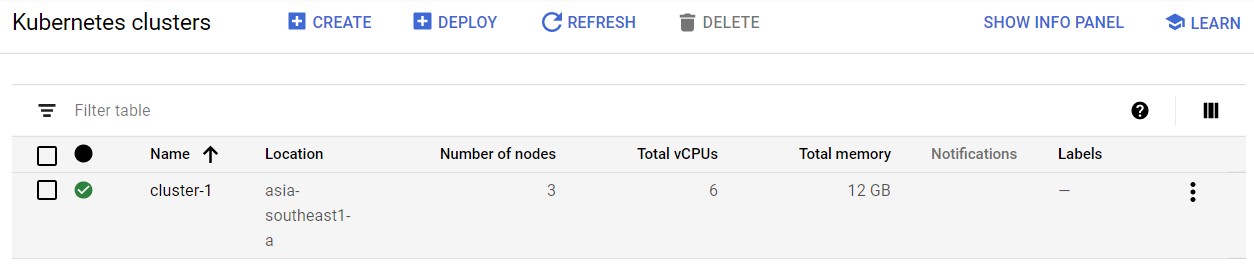 Kubernetes clusters CREATE DEPLOY REFRESH DELETE SHOW INFO PANEL LEARN
Filter table
Name Location Number of nodes Total vCPUs Total memory Notifications Labels
cluster-1 asia- 3 6 12 GB —
southeast1-
a